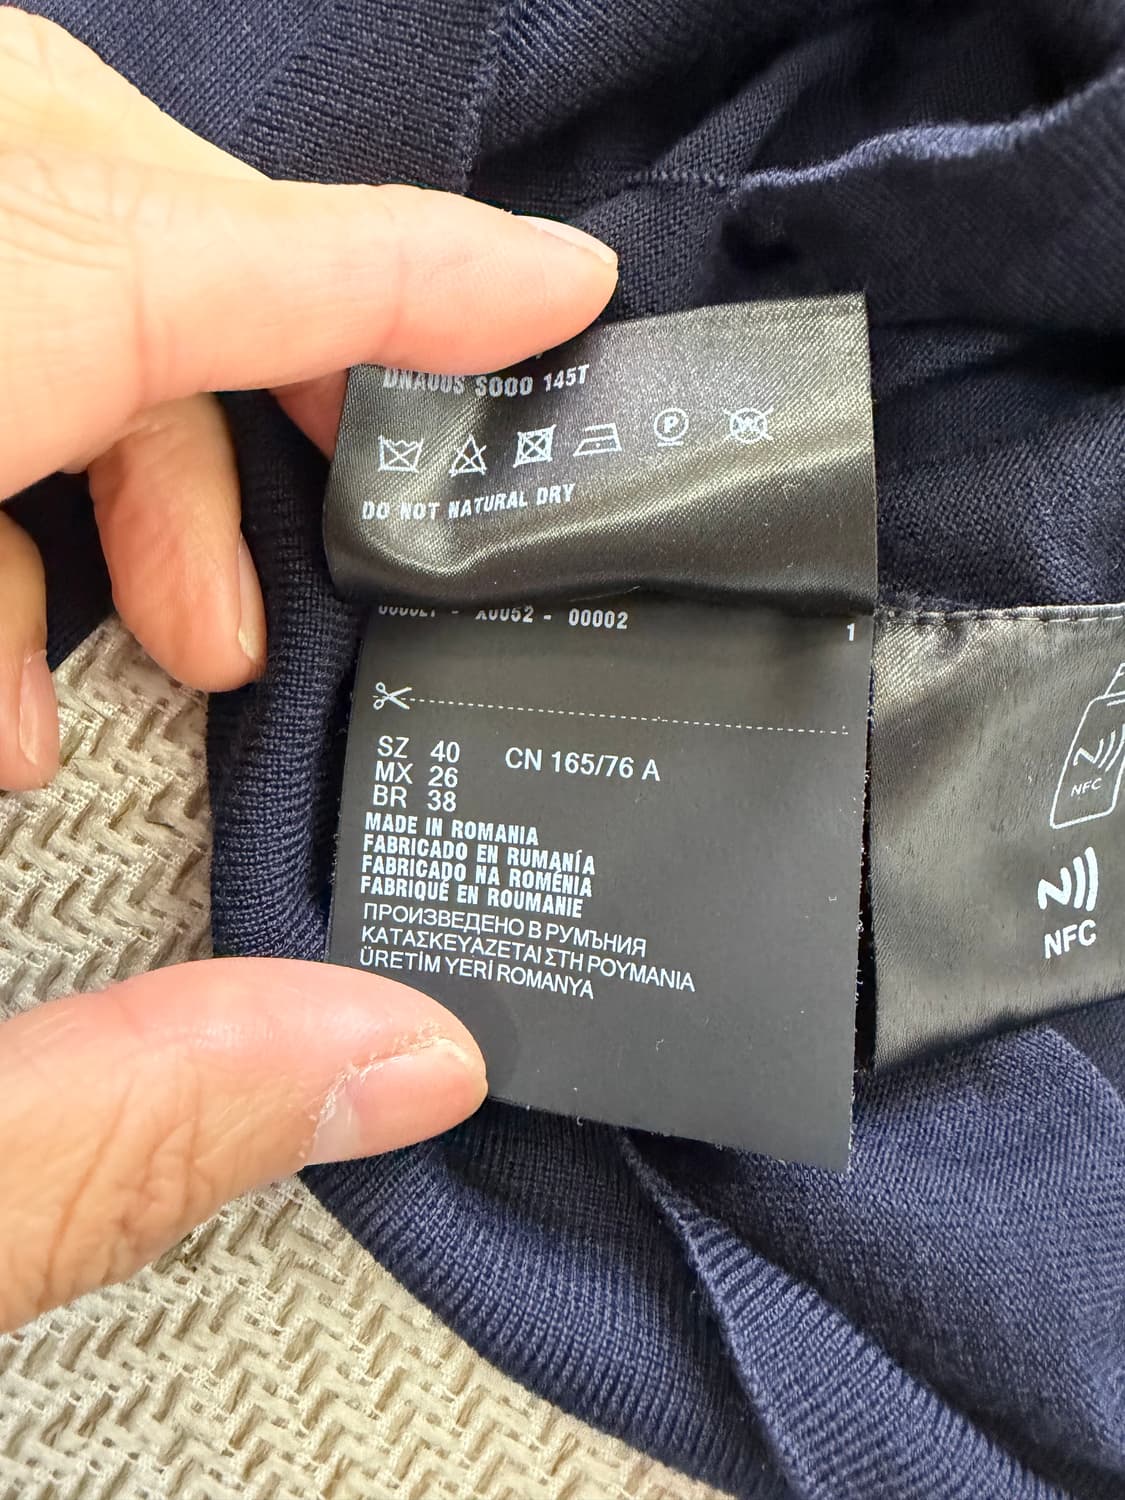 DNAUUS S000 145T
DO NOT NATURAL DRY
X0052 - 00002
1
SZ 40 CN 165/76 A
MX 26
BR 38
MADE IN ROMANIA
FABRICADO EN RUMANÍA
FABRICADO NA ROMÉNIA
FABRIQUÉ EN ROUMANIE
ПРОИЗВЕДЕНО В РУМЪНИЯ
ΚΑΤΑΣΚΕΥΑΖΕΤΑΙ ΣΤΗ ΡΟΥΜΑΝΙΑ
ÜRETİM YERİ ROMANYA
P
W
NFC
NFC